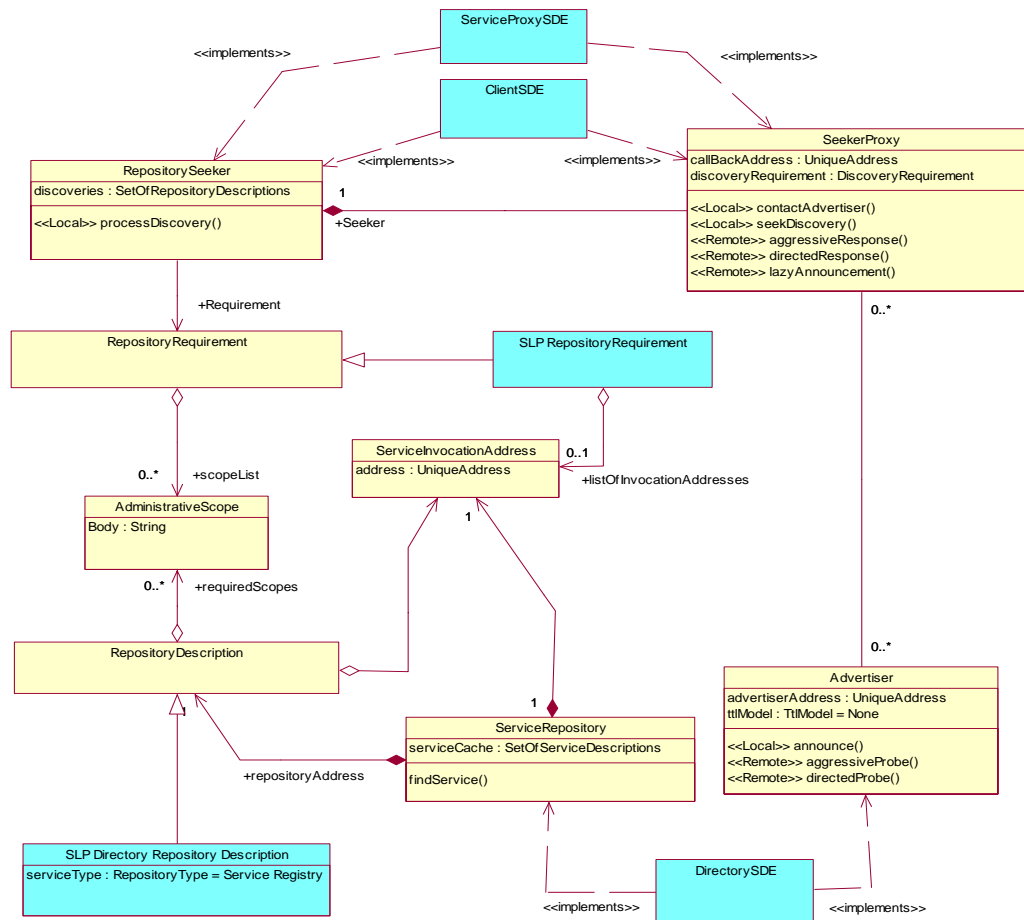 ServiceProxySDE
<<implements>>
<<implements>>
ClientSDE
<<implements>>
<<implements>>
SeekerProxy
callBackAddress : UniqueAddress
discoveryRequirement : DiscoveryRequirement
<<Local>> contactAdvertiser()
<<Local>> seekDiscovery()
<<Remote>> aggressiveResponse()
<<Remote>> directedResponse()
<<Remote>> lazyAnnouncement()
RepositorySeeker
discoveries : SetOfRepositoryDescriptions
<<Local>> processDiscovery()
1
+Seeker
+Requirement
0..*
RepositoryRequirement
SLP RepositoryRequirement
ServiceInvocationAddress
address : UniqueAddress
0..1
+listOfInvocationAddresses
0..*
+scopeList
AdministrativeScope
Body : String
1
0..*
+requiredScopes
RepositoryDescription
0..*
Advertiser
advertiserAddress : UniqueAddress
ttlModel : TtlModel = None
<<Local>> announce()
<<Remote>> aggressiveProbe()
<<Remote>> directedProbe()
1
1
ServiceRepository
serviceCache : SetOfServiceDescriptions
findService()
+repositoryAddress
SLP Directory Repository Description
serviceType : RepositoryType = Service Registry
DirectorySDE
<<implements>>
<<implements>>